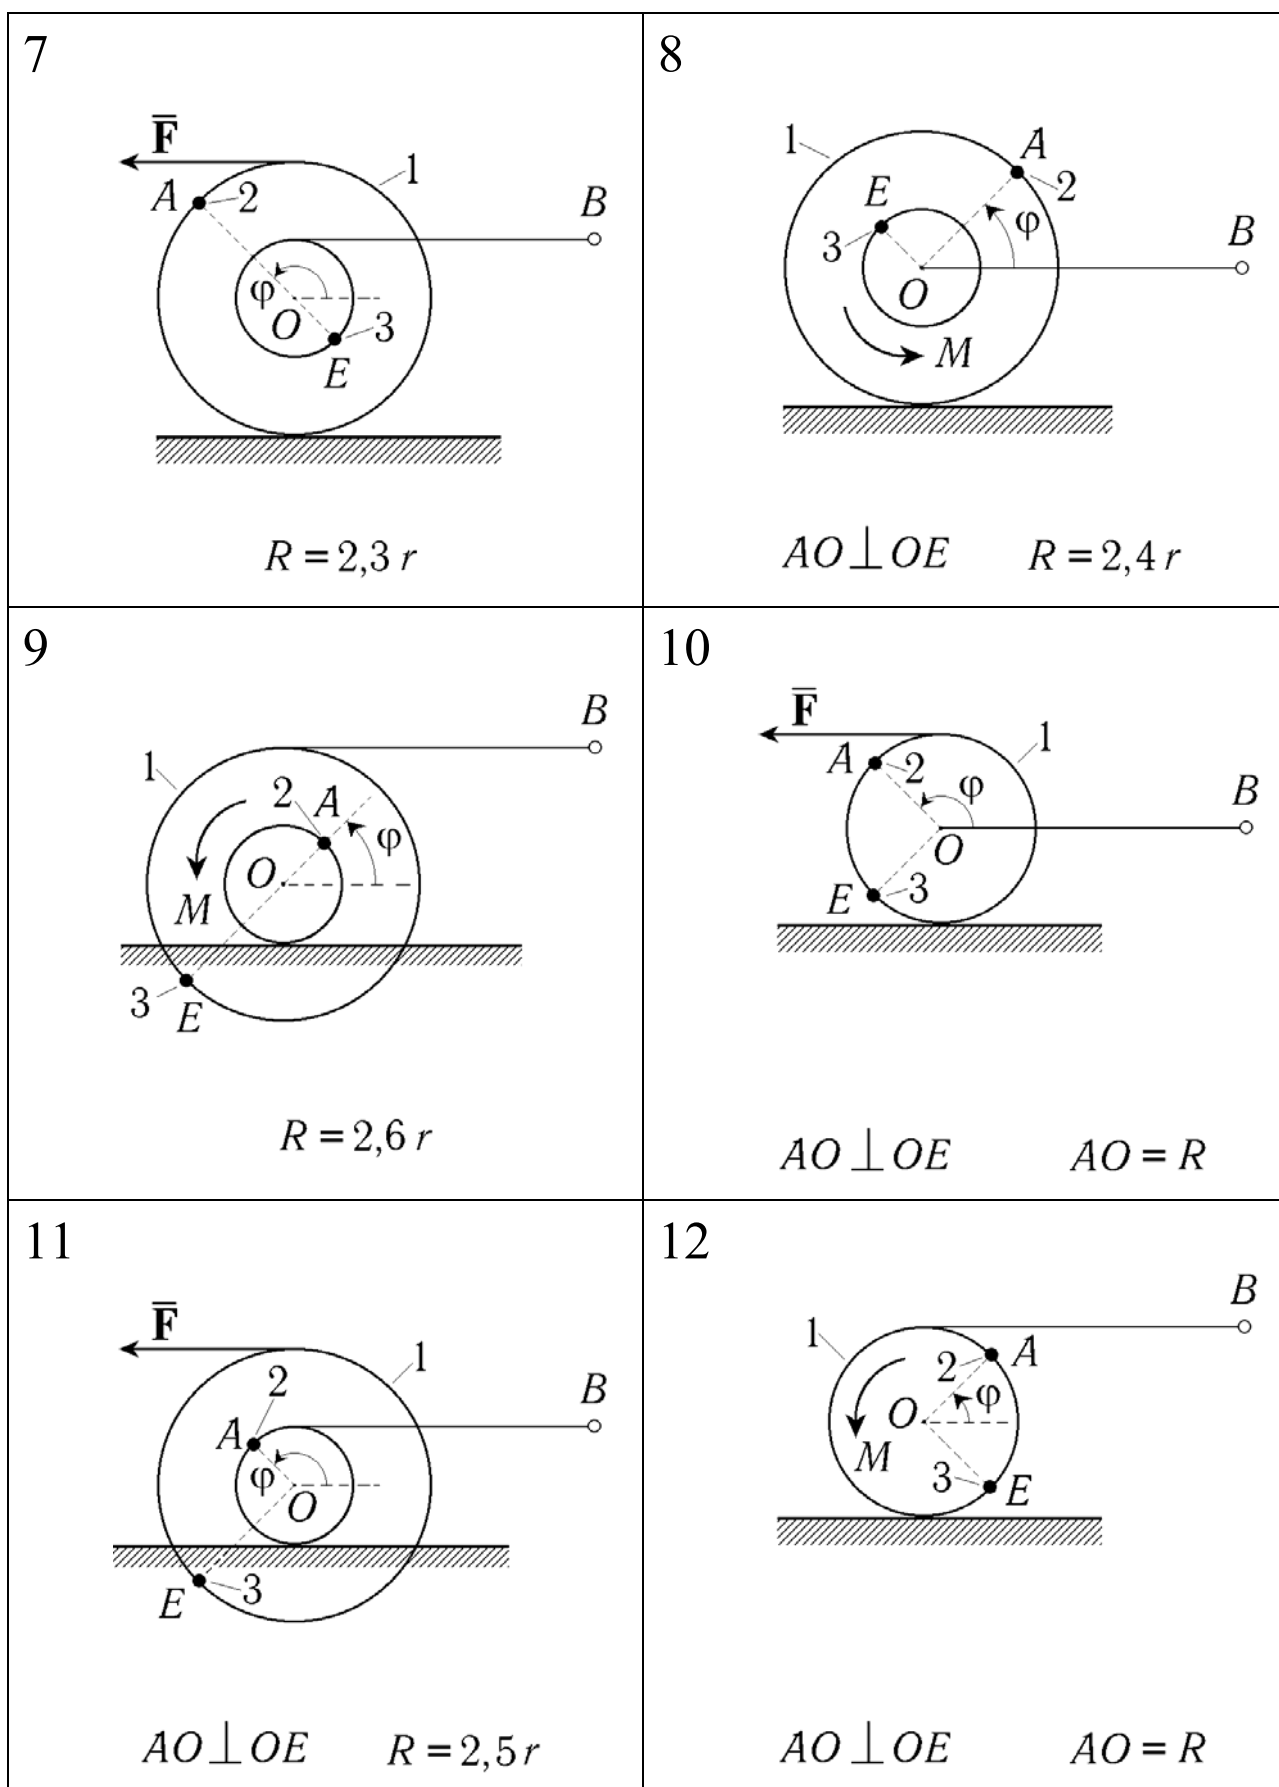 7
F̅
A
2
1
B
φ
O
3
E
R = 2,3 r
8
1
A
2
E
3
φ
B
O
M
AO ⊥ OE R = 2,4 r
9
B
1
2 A
φ
O
M
3
E
R = 2,6 r
10
F̅
1
A 2
φ
B
O
E 3
AO ⊥ OE AO = R
11
F̅
1
2
B
A
φ
O
3
E
AO ⊥ OE R = 2,5 r
12
B
1
2 A
φ
O
M
3 E
AO ⊥ OE AO = R